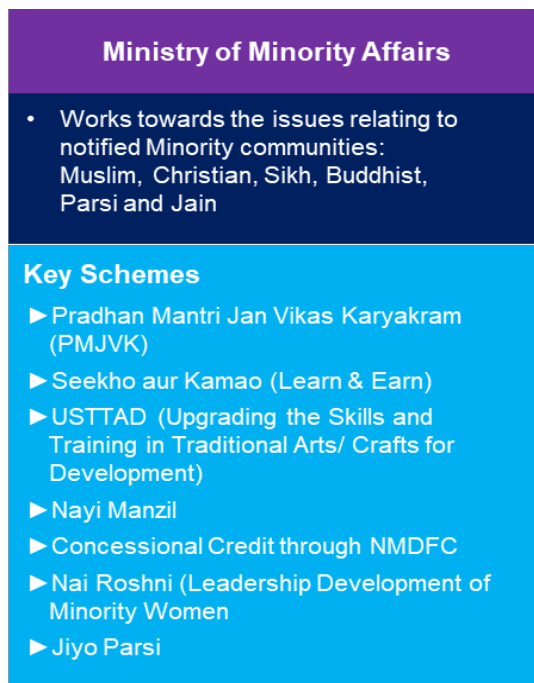 Ministry of Minority Affairs
• Works towards the issues relating to
notified Minority communities:
Muslim, Christian, Sikh, Buddhist,
Parsi and Jain
Key Schemes
►Pradhan Mantri Jan Vikas Karyakram
(PMJVK)
►Seekho aur Kamao (Learn & Earn)
►USTTAD (Upgrading the Skills and
Training in Traditional Arts/ Crafts for
Development)
►Nayi Manzil
►Concessional Credit through NMDFC
►Nai Roshni (Leadership Development of
Minority Women
►Jiyo Parsi